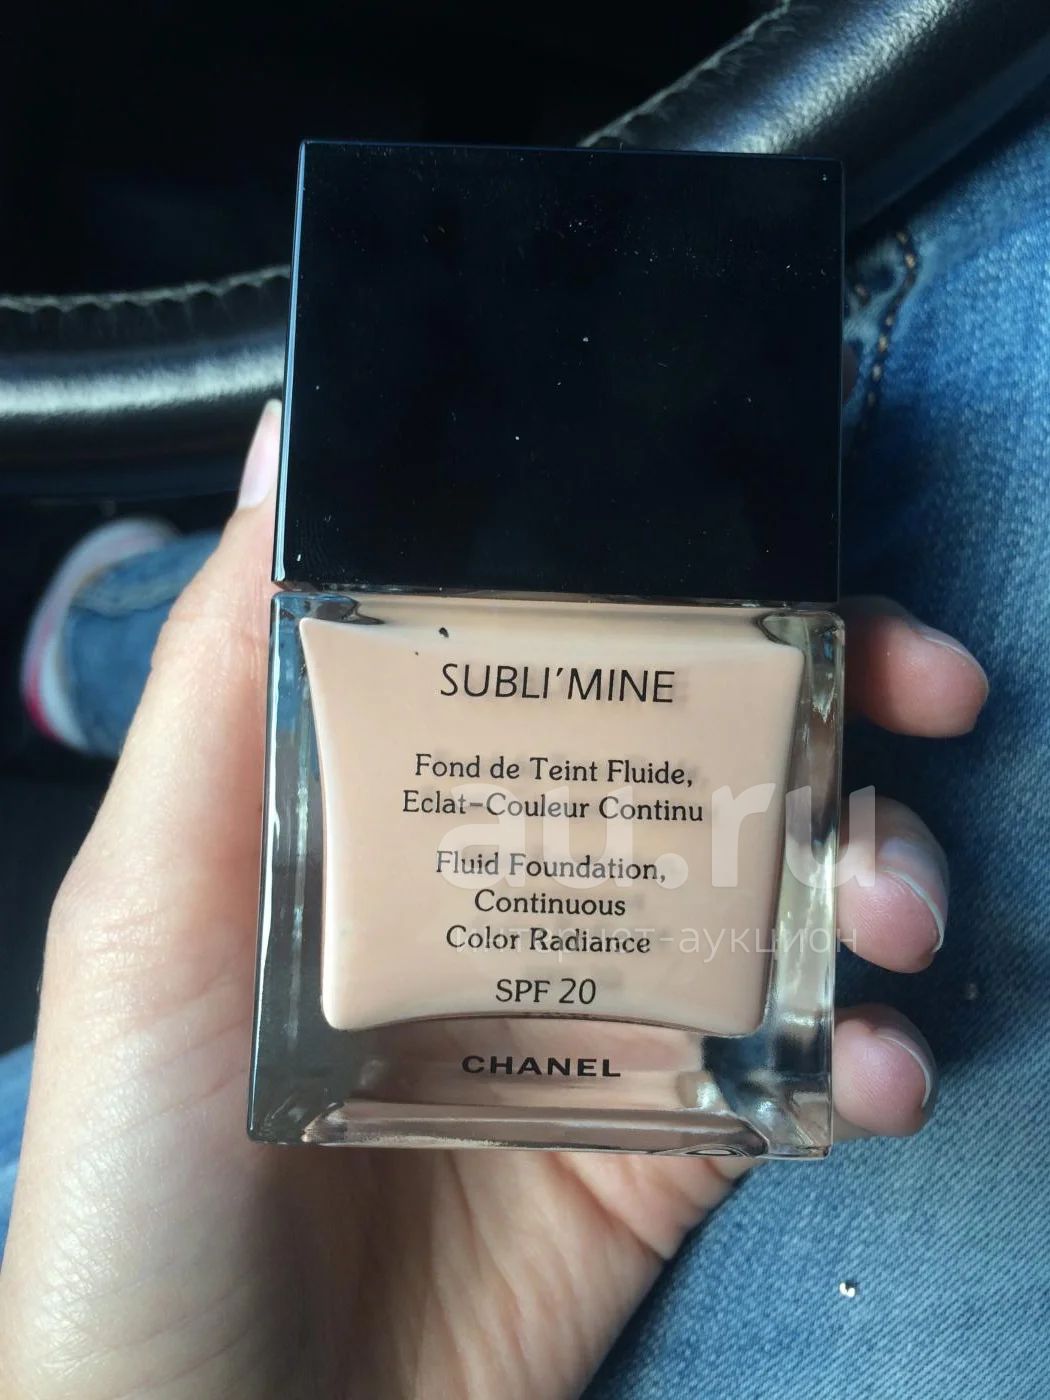 SUBLI'MINE
Fond de Teint Fluide,
Eclat-Couleur Continu
au.ru
Fluid Foundation,
Continuous
Color Radiance
интернет-аукцион
SPF 20
CHANEL